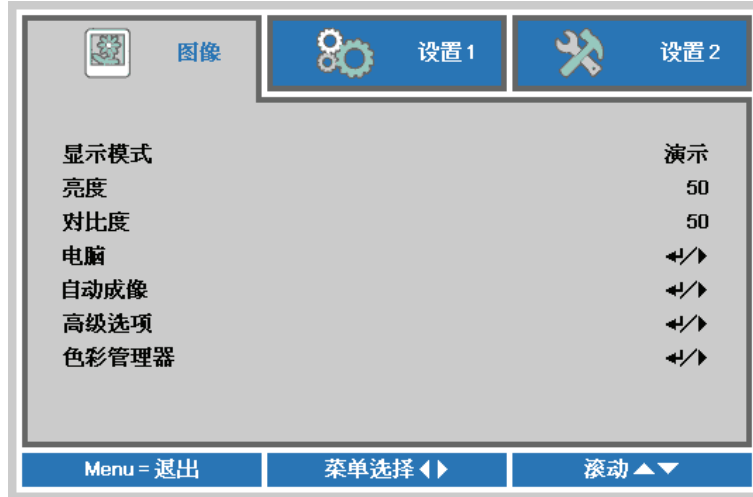 图像 设置1 设置2
显示模式 演示
亮度 50
对比度 50
电脑 ↵/▶
自动成像 ↵/▶
高级选项 ↵/▶
色彩管理器 ↵/▶
Menu = 退出 菜单选择◀▶ 滚动▲▼